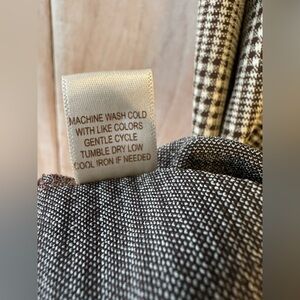 MACHINE WASH COLD
WITH LIKE COLORS
GENTLE CYCLE
TUMBLE DRY LOW
COOL IRON IF NEEDED